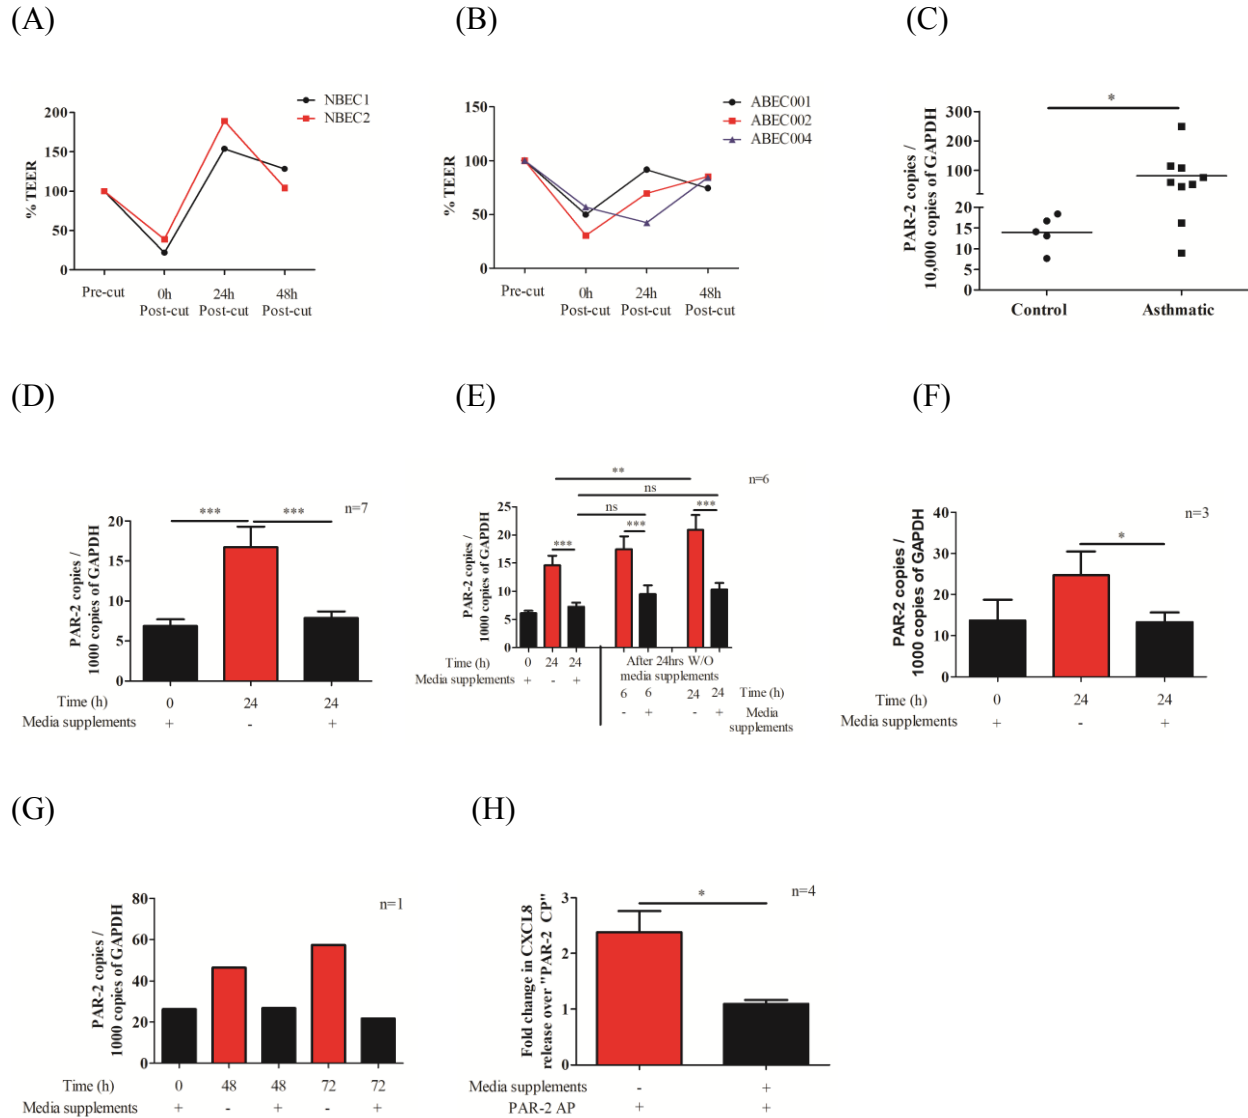 (A)
(B)
(C)
NBEC1
NBEC2
% TEER
200
150
100
50
0
Pre-cut
0h
Post-cut
24h
Post-cut
48h
Post-cut
ABEC001
ABEC002
ABEC004
% TEER
150
100
50
0
Pre-cut
0h
Post-cut
24h
Post-cut
48h
Post-cut
*
PAR-2 copies /
10,000 copies of GAPDH
300
200
100
20
15
10
5
0
Control
Asthmatic
(D)
(E)
(F)
n=7
*** ***
PAR-2 copies /
1000 copies of GAPDH
20
15
10
5
0
Time (h) 0 24 24
Media supplements + - +
n=6
**
ns
ns
*** *** ***
PAR-2 copies /
1000 copies of GAPDH
25
20
15
10
5
0
Time (h) 0 24 24
Media supplements + - +
After 24hrs W/O
media supplements
6 6 24 24 Time (h)
- + - + Media
supplements
n=3
*
PAR-2 copies /
1000 copies of GAPDH
40
30
20
10
0
Time (h) 0 24 24
Media supplements + - +
(G)
(H)
n=1
PAR-2 copies /
1000 copies of GAPDH
80
60
40
20
0
Time (h) 0 48 48 72 72
Media supplements + - + - +
n=4
*
Fold change in CXCL8
release over "PAR-2 CP"
3
2
1
0
Media supplements - +
PAR-2 AP + +